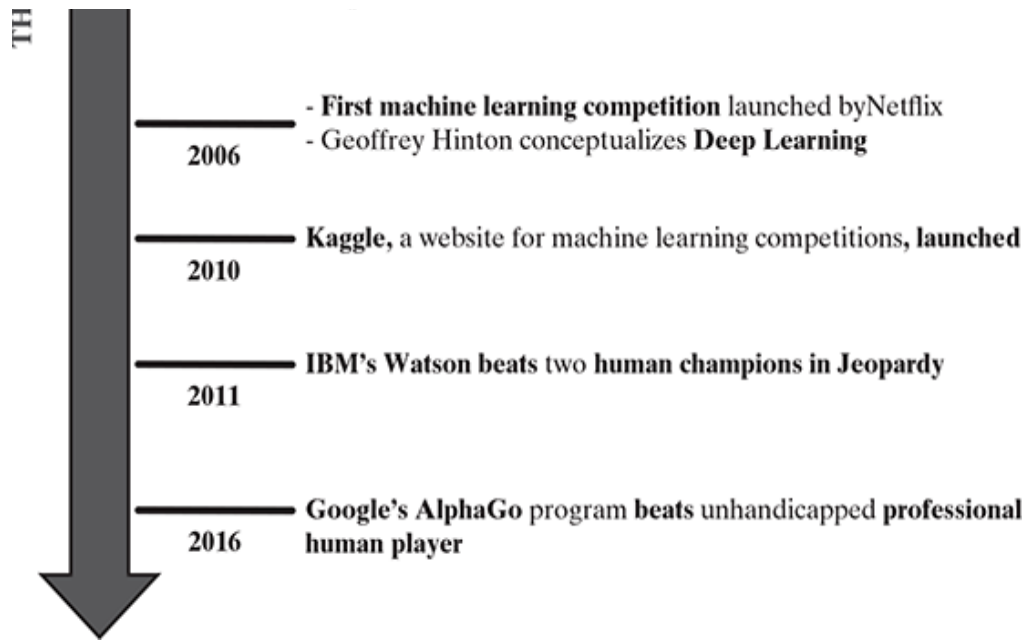 TH
- First machine learning competition launched byNetflix
- Geoffrey Hinton conceptualizes Deep Learning
2006
Kaggle, a website for machine learning competitions, launched
2010
IBM's Watson beats two human champions in Jeopardy
2011
Google's AlphaGo program beats unhandicapped professional
human player
2016